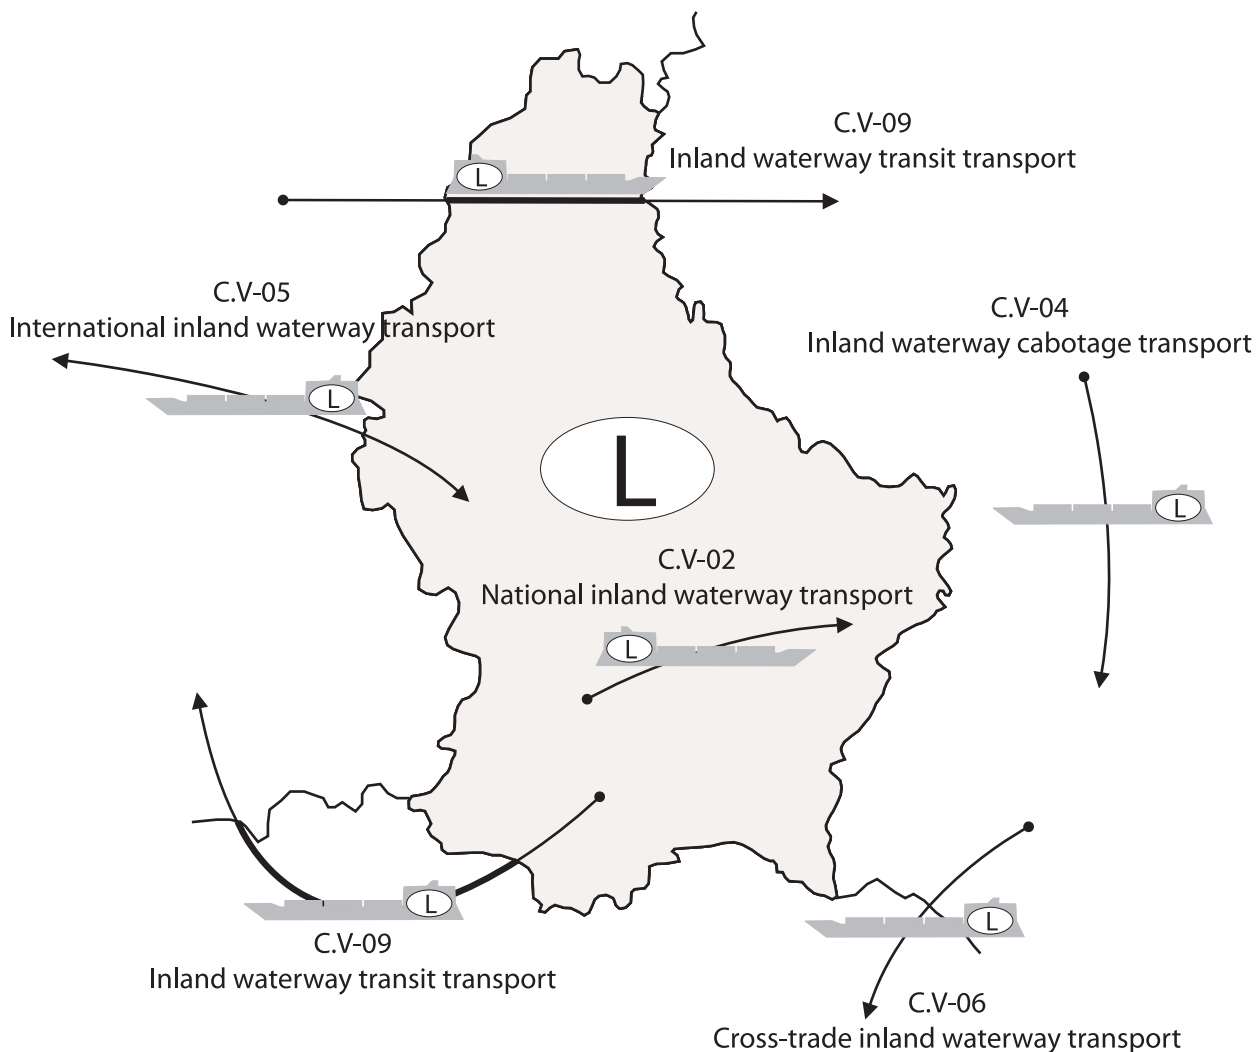 C.V-09
Inland waterway transit transport
L
C.V-05
International inland waterway transport
C.V-04
Inland waterway cabotage transport
L
L
L
C.V-02
National inland waterway transport
L
L
C.V-09
Inland waterway transit transport
L
C.V-06
Cross-trade inland waterway transport